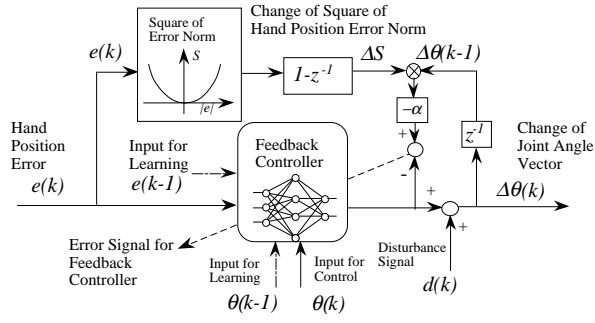 Square of
Error Norm
Change of Square of
Hand Position Error Norm
e(k)
S
|e|
1-z⁻¹
ΔS
Δθ(k-1)
-α
z⁻¹
Hand
Position
Error
e(k)
Input for
Learning
e(k-1)
Feedback
Controller
+
-
+
+
Change of
Joint Angle
Vector
Δθ(k)
Error Signal for
Feedback
Controller
Input for
Learning
θ(k-1)
Input for
Control
θ(k)
Disturbance
Signal
d(k)